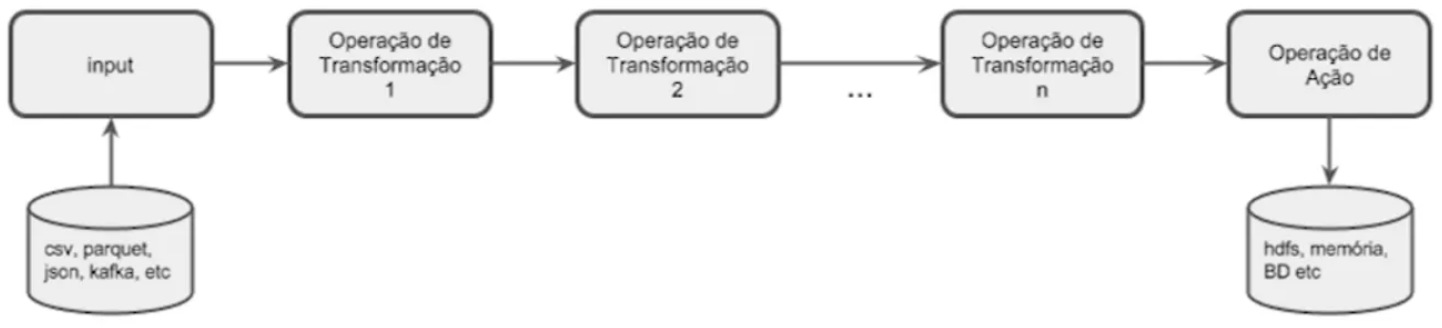 input
Operação de
Transformação
1
Operação de
Transformação
2
...
Operação de
Transformação
n
Operação de
Ação
csv, parquet,
json, kafka, etc
hdfs, memória,
BD etc